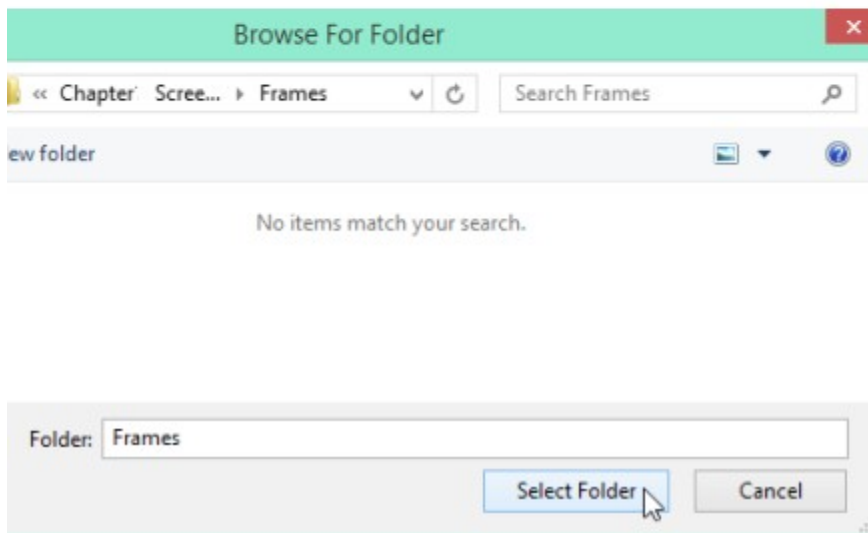 Browse For Folder
« Chapter Scree... Frames Search Frames
ew folder
No items match your search.
Folder: Frames
Select Folder Cancel